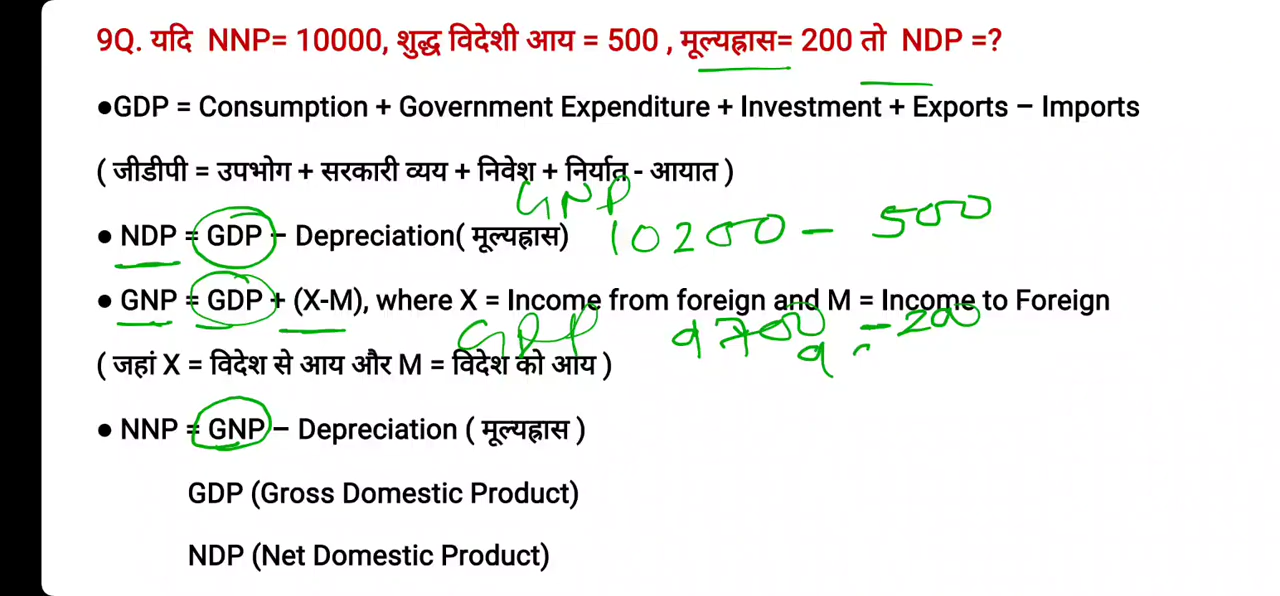 9Q. यदि NNP= 10000, शुद्ध विदेशी आय = 500 , मूल्यह्रास= 200 तो NDP =?
●GDP = Consumption + Government Expenditure + Investment + Exports – Imports
( जीडीपी = उपभोग + सरकारी व्यय + निवेश + निर्यात - आयात )
GNP
● NDP = GDP – Depreciation( मूल्यह्रास) 10200 – 500
● GNP = GDP + (X-M), where X = Income from foreign and M = Income to Foreign
GDP 9700 – 200
( जहां X = विदेश से आय और M = विदेश को आय )
● NNP = GNP – Depreciation ( मूल्यह्रास )
GDP (Gross Domestic Product)
NDP (Net Domestic Product)